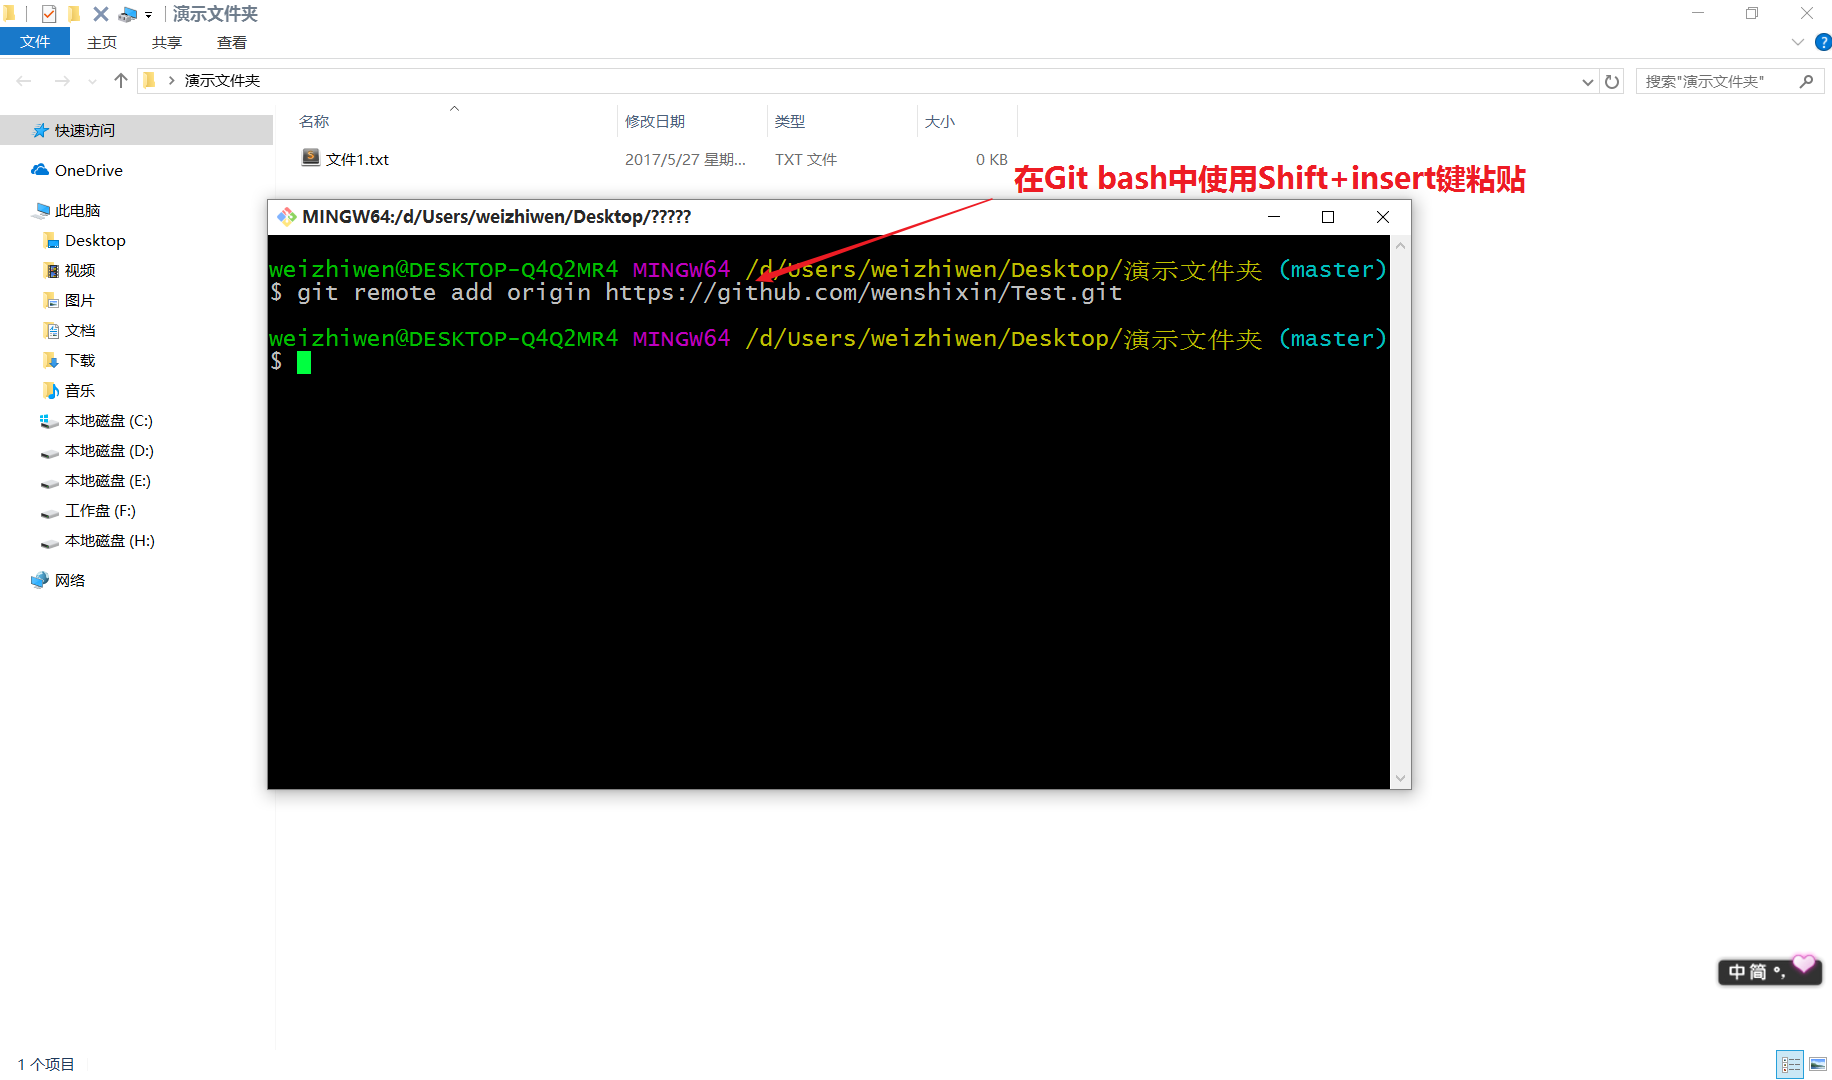 演示文件夹
文件 主页 共享 查看
演示文件夹
搜索"演示文件夹"
快速访问
OneDrive
此电脑
Desktop
视频
图片
文档
下载
音乐
本地磁盘 (C:)
本地磁盘 (D:)
本地磁盘 (E:)
工作盘 (F:)
本地磁盘 (H:)
网络
名称 修改日期 类型 大小
文件1.txt 2017/5/27 星期... TXT 文件 0 KB
在Git bash中使用Shift+insert键粘贴
MINGW64:/d/Users/weizhiwen/Desktop/?????
weizhiwen@DESKTOP-Q4Q2MR4 MINGW64 /d/Users/weizhiwen/Desktop/演示文件夹 (master)
$ git remote add origin https://github.com/wenshixin/Test.git
weizhiwen@DESKTOP-Q4Q2MR4 MINGW64 /d/Users/weizhiwen/Desktop/演示文件夹 (master)
$
中 简 °,
1 个项目